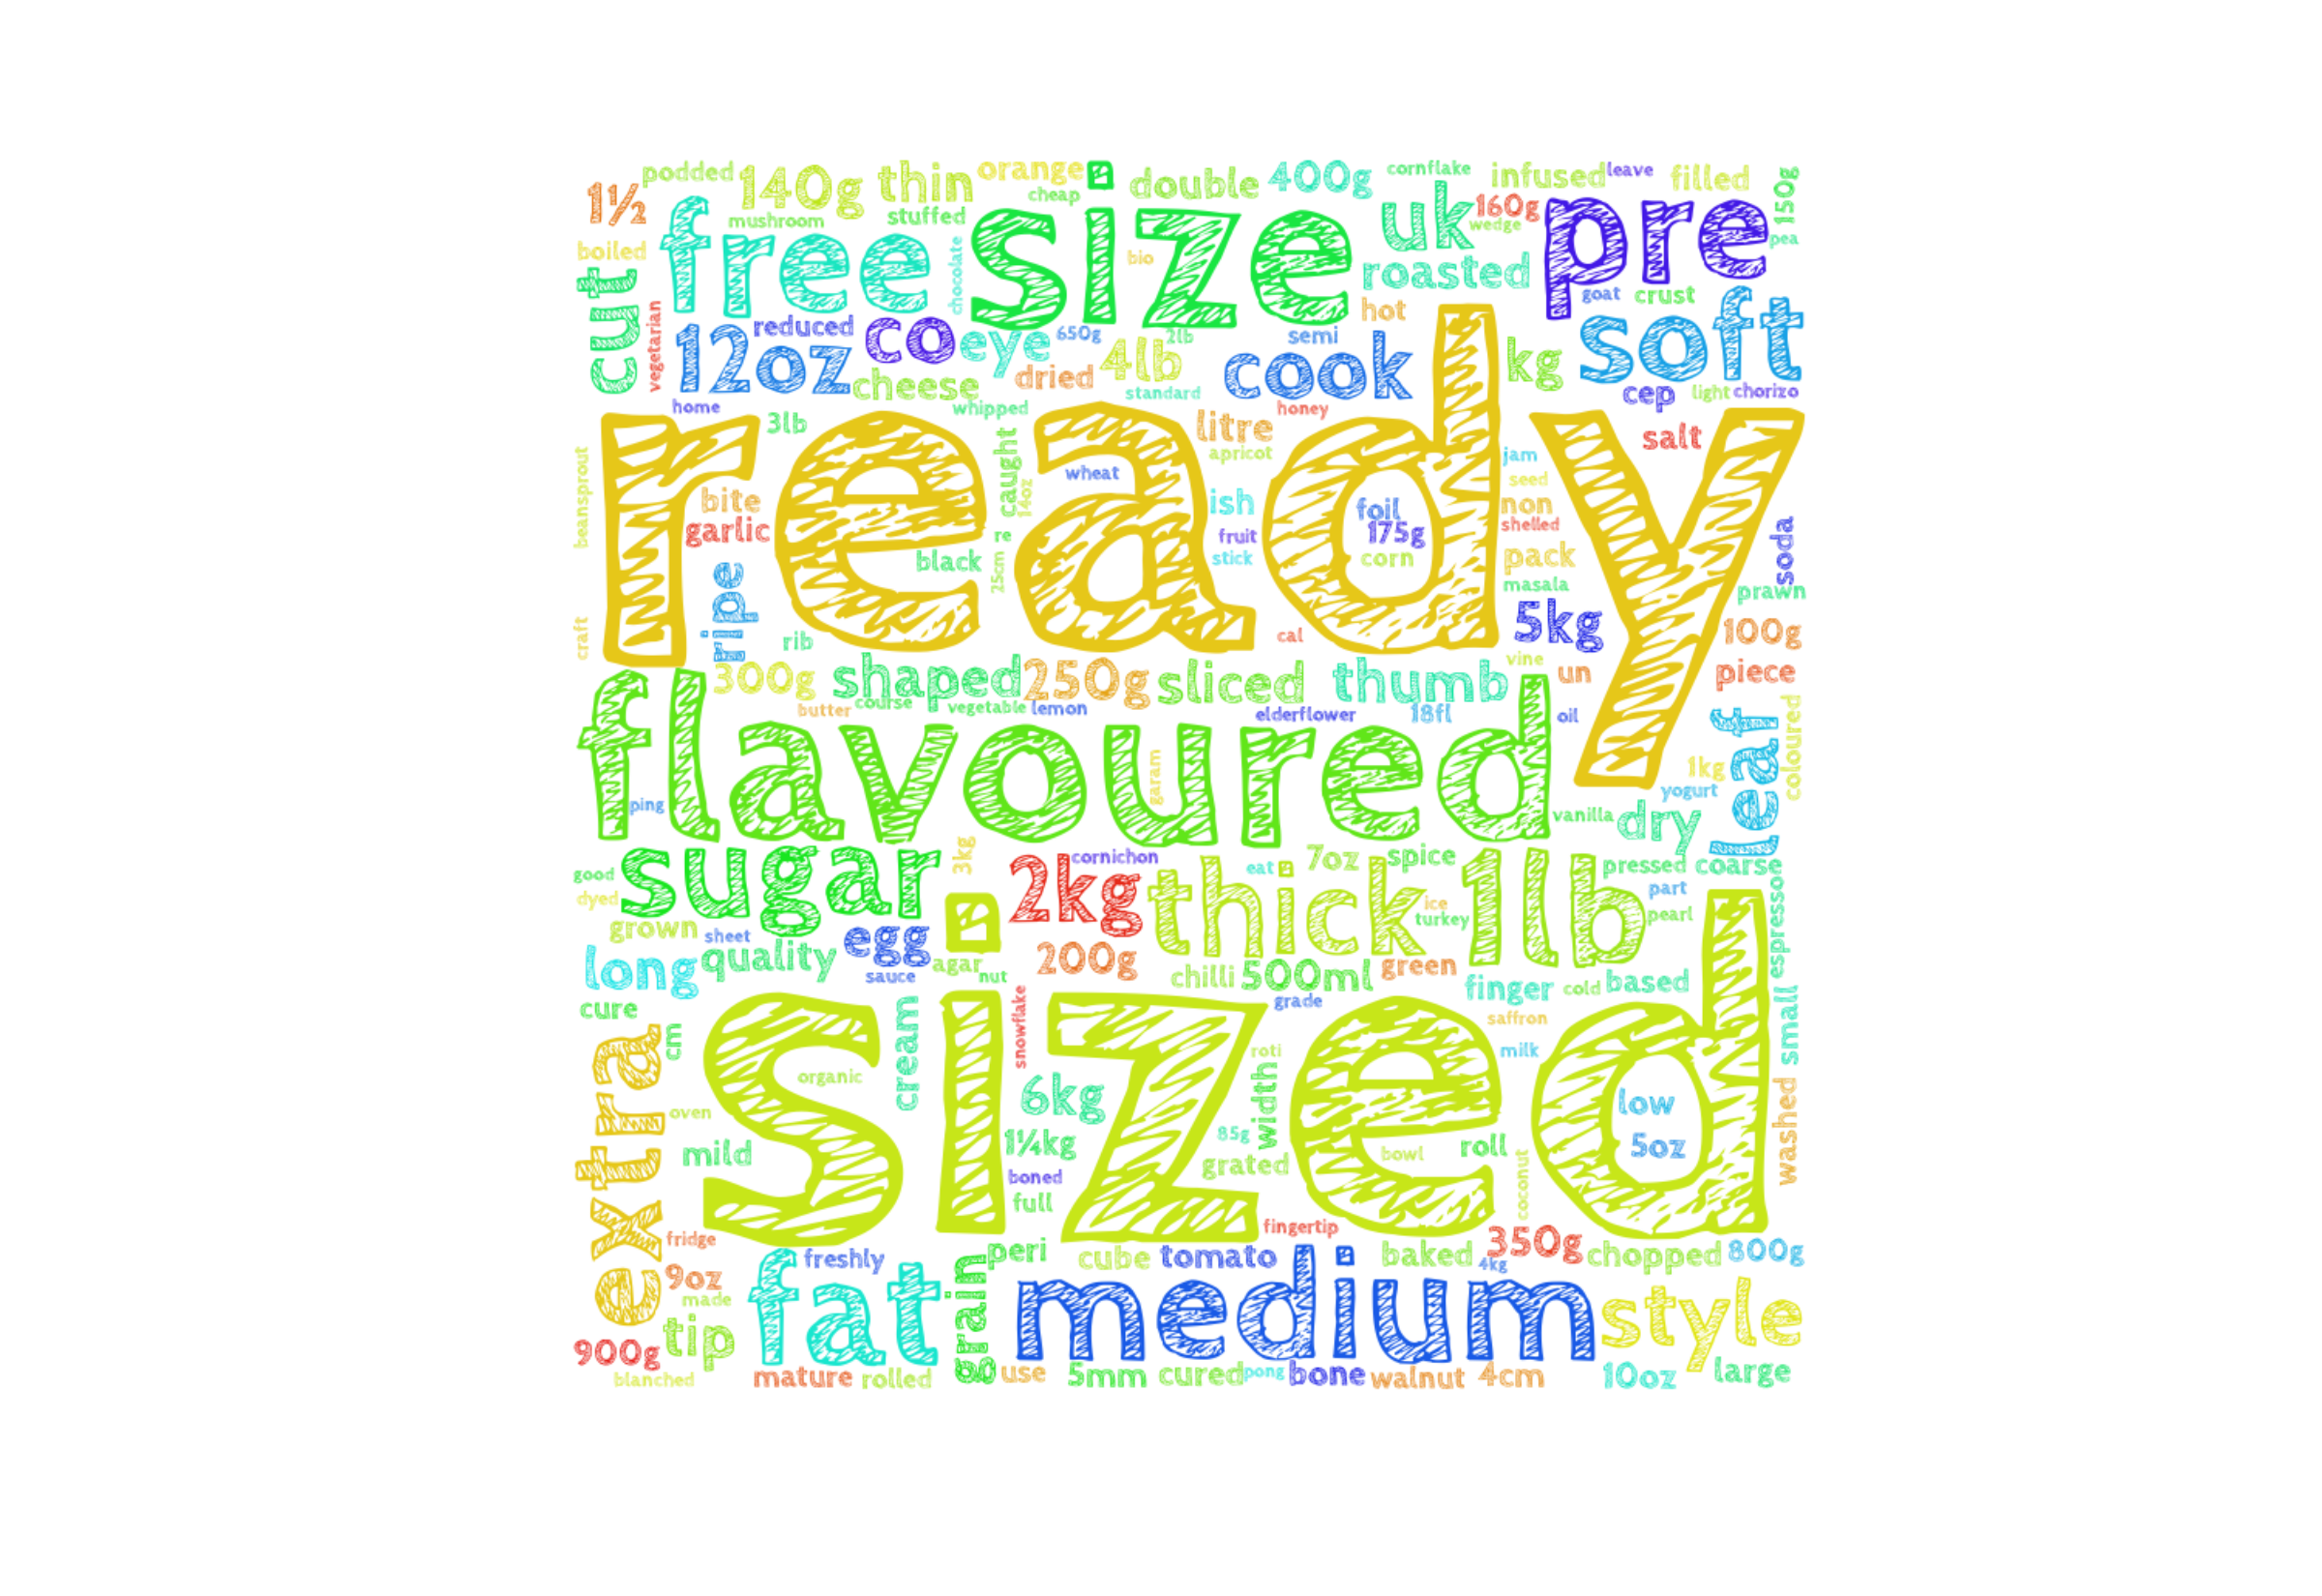 podded
140g
thin
orange
double
400g
cornflake
infused
leave
filled
150g
1½
mushroom
stuffed
cheap
uk
160g
wedge
pre
pea
boiled
free
chocolate
size
bio
roasted
goat
crust
cut
vegetarian
12oz
reduced
co
eye
650g
4lb
2lb
semi
hot
cook
kg
soft
cheese
dried
standard
cep
light
chorizo
home
3lb
whipped
litre
honey
salt
ready
beansprout
bite
garlic
caught
14oz
wheat
apricot
ish
foil
175g
corn
jam
seed
non
shelled
black
re
25cm
fruit
stick
pack
masala
soda
prawn
craft
ripe
rib
cal
5kg
100g
300g
shaped
250g
sliced
thumb
vine
un
piece
butter
course
vegetable
lemon
elderflower
18fl
oil
leaf
coloured
flavoured
ping
garam
1kg
yogurt
vanilla
dry
good
dyed
sugar
3kg
2kg
cornichon
eat
7oz
spice
thick
1lb
pressed
coarse
part
ice
turkey
pearl
espresso
grown
sheet
egg
long
quality
sauce
agar
nut
200g
chilli
500ml
green
finger
cold
based
small
cure
cm
cream
snowflake
grade
saffron
sized
organic
roti
milk
extra
oven
6kg
width
low
5oz
washed
mild
1¼kg
85g
grated
bowl
roll
coconut
boned
full
fingertip
fridge
freshly
peri
cube
tomato
baked
350g
4kg
chopped
800g
9oz
made
fat
grain
medium
style
900g
tip
blanched
mature
rolled
use
5mm
cured
pong
bone
walnut
4cm
10oz
large